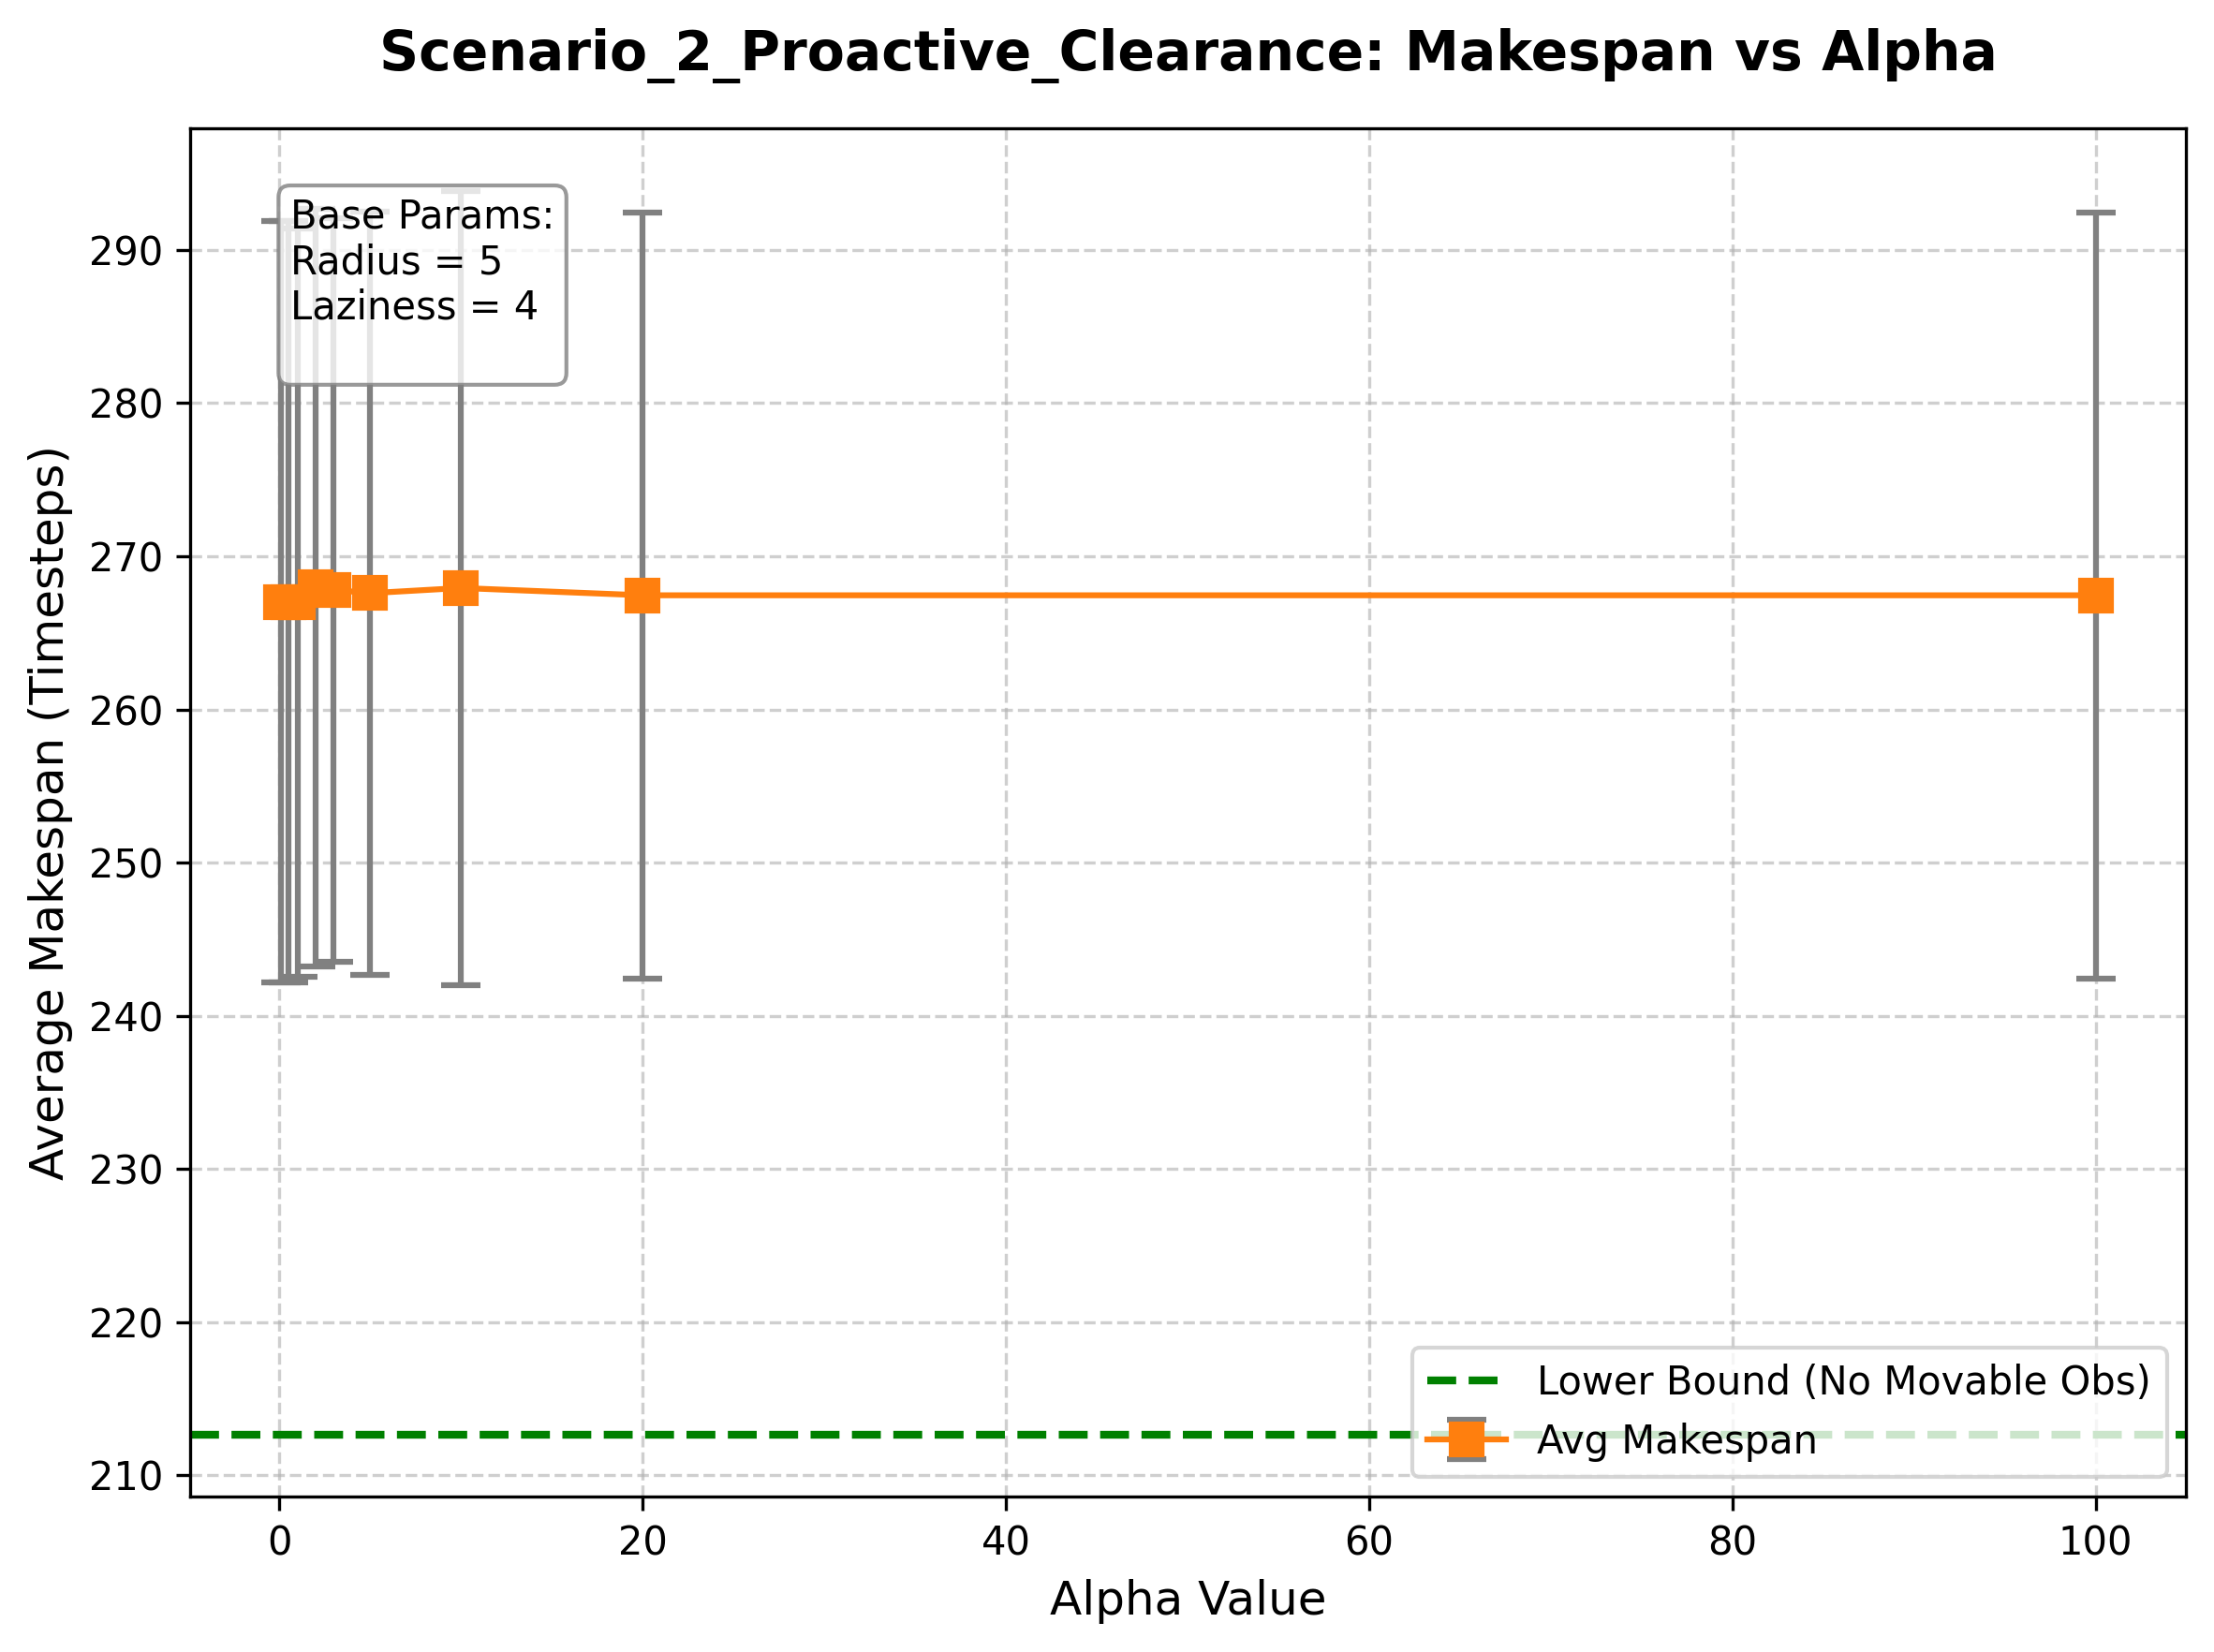 Scenario_2_Proactive_Clearance: Makespan vs Alpha
Base Params:
Radius = 5
Laziness = 4
Average Makespan (Timesteps)
290
280
270
260
250
240
230
220
210
Lower Bound (No Movable Obs)
Avg Makespan
0 20 40 60 80 100
Alpha Value